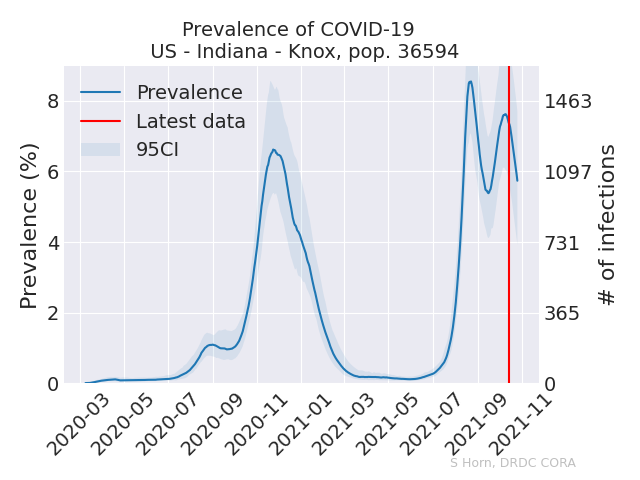 Prevalence of COVID-19
US - Indiana - Knox, pop. 36594
Prevalence
Latest data
95CI
Prevalence (%)
8
6
4
2
0
1463
1097
731
365
0
# of infections
2020-03
2020-05
2020-07
2020-09
2020-11
2021-01
2021-03
2021-05
2021-07
2021-09
2021-11
S Horn, DRDC CORA